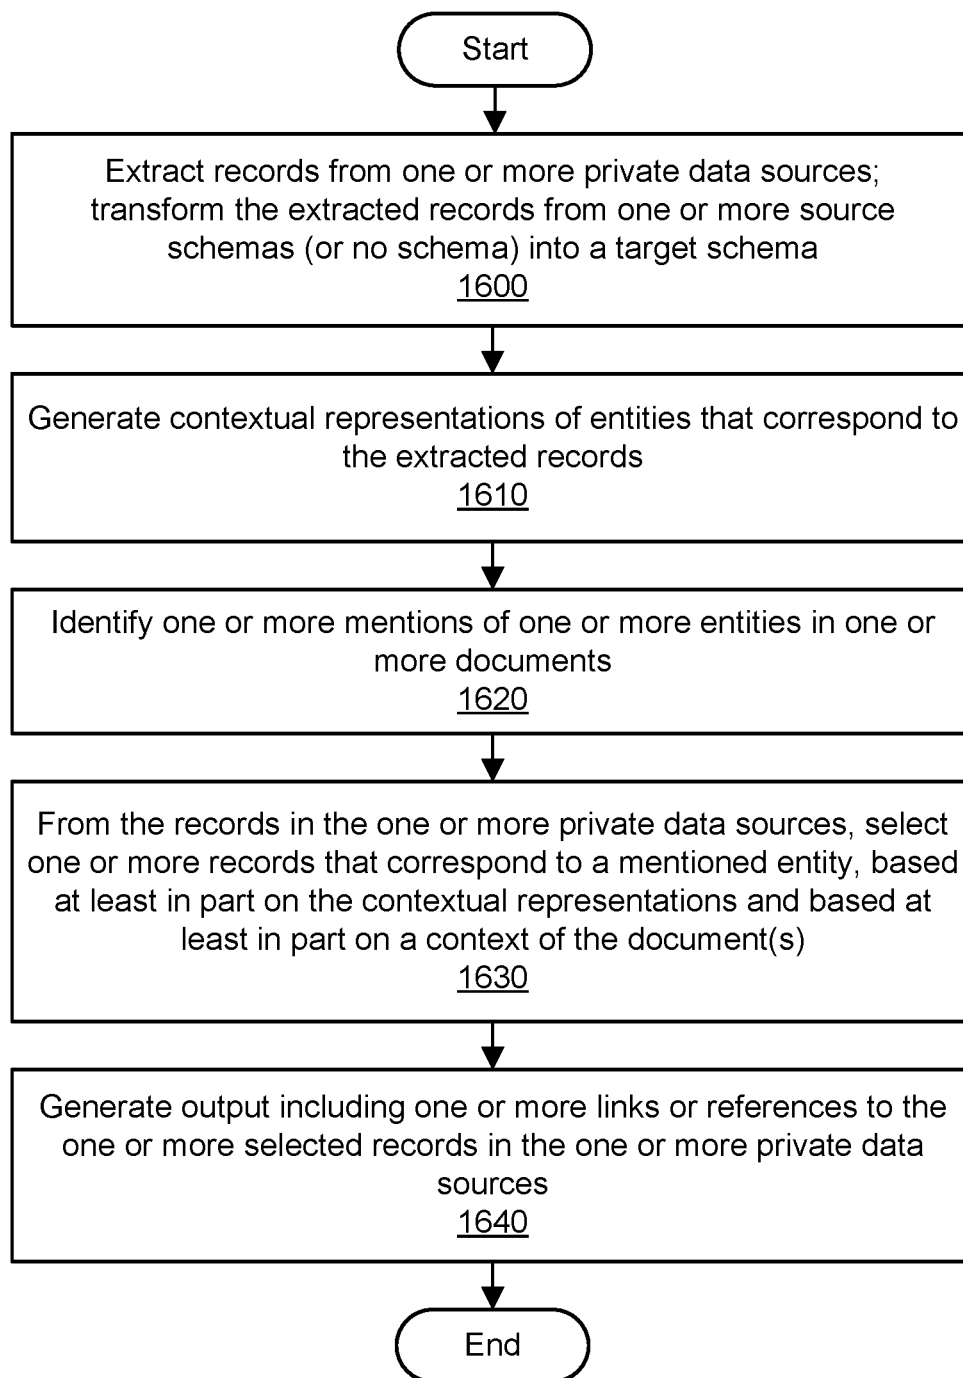 Start
Extract records from one or more private data sources;
transform the extracted records from one or more source
schemas (or no schema) into a target schema
1600
Generate contextual representations of entities that correspond to
the extracted records
1610
Identify one or more mentions of one or more entities in one or
more documents
1620
From the records in the one or more private data sources, select
one or more records that correspond to a mentioned entity, based
at least in part on the contextual representations and based at
least in part on a context of the document(s)
1630
Generate output including one or more links or references to the
one or more selected records in the one or more private data
sources
1640
End